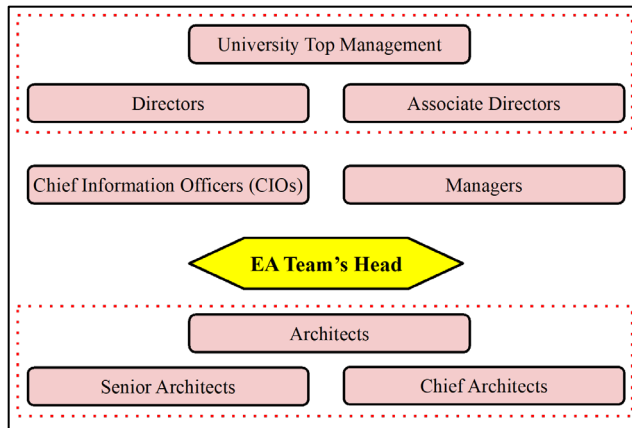 University Top Management
Directors
Associate Directors
Chief Information Officers (CIOs)
Managers
EA Team’s Head
Architects
Senior Architects
Chief Architects